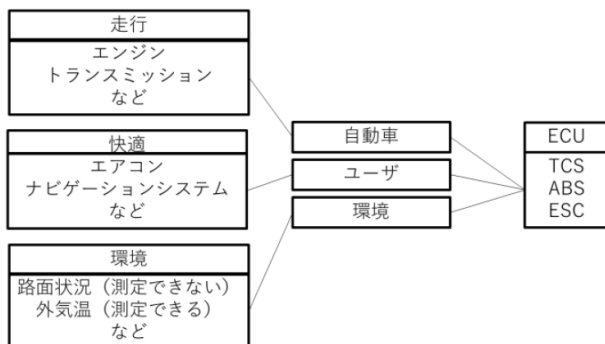 走行
エンジン
トランスミッション
など
快適
エアコン
ナビゲーションシステム
など
環境
路面状況（測定できない）
外気温（測定できる）
など
自動車
ユーザ
環境
ECU
TCS
ABS
ESC